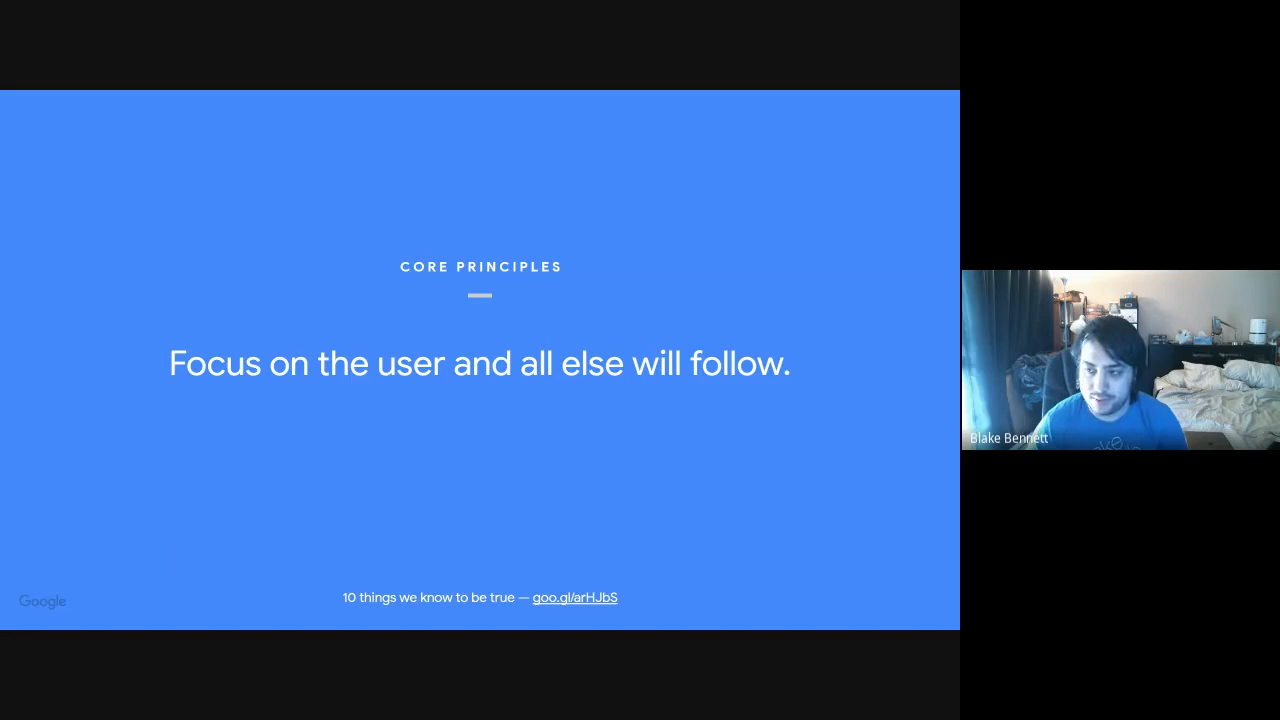 CORE PRINCIPLES
Focus on the user and all else will follow.
10 things we know to be true — goo.gl/arHJbS
Google
Blake Bennett